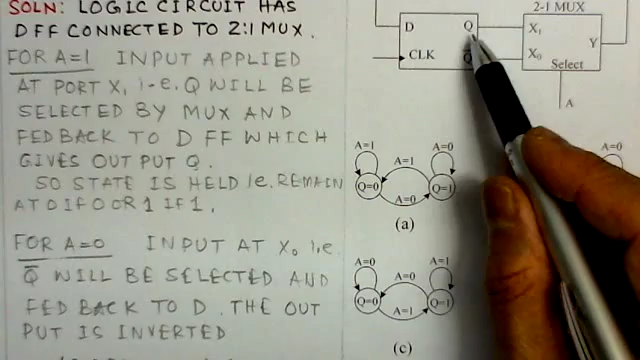 SOLN: LOGIC CIRCUIT HAS
DFF CONNECTED TO 2:1 MUX.
FOR A=1 INPUT APPLIED
AT PORT X, i.e. Q WILL BE
SELECTED BY MUX AND
FEDBACK TO D FF WHICH
GIVES OUT PUT Q.
SO STATE IS HELD i.e. REMAIN
AT 0 IF 0 OR 1 IF 1.
FOR A=0 INPUT AT X₀ i.e.
Q̅ WILL BE SELECTED AND
FED BACK TO D. THE OUT
PUT IS INVERTED
2-1 MUX
D Q X₁
Y
CLK Q̅ X₀
Select
A
A=1 A=1 A=0
Q=0 A=0 Q=1
(a)
A=0 A=0 A=1
Q=0 A=1 Q=1
(c)